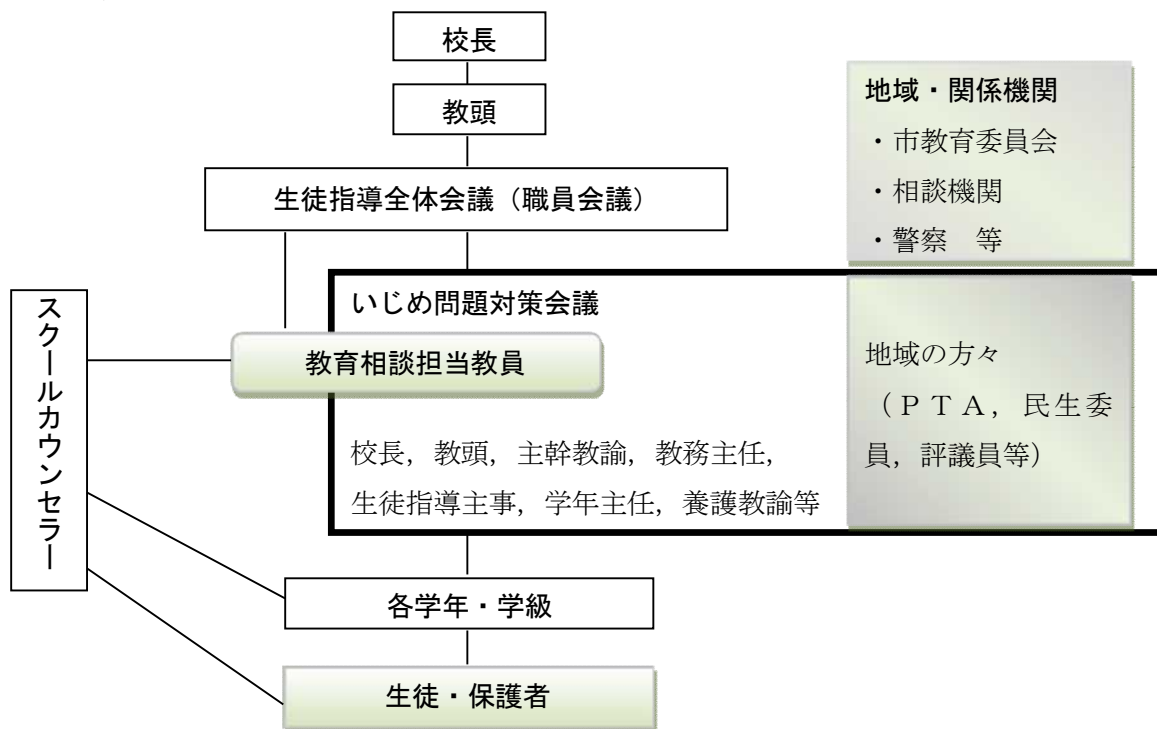 校長
教頭
生徒指導全体会議（職員会議）
地域・関係機関
・市教育委員会
・相談機関
・警察　等
スクールカウンセラー
いじめ問題対策会議
教育相談担当教員
校長，教頭，主幹教諭，教務主任，
生徒指導主事，学年主任，養護教諭等
地域の方々
（ＰＴＡ，民生委
員，評議員等）
各学年・学級
生徒・保護者